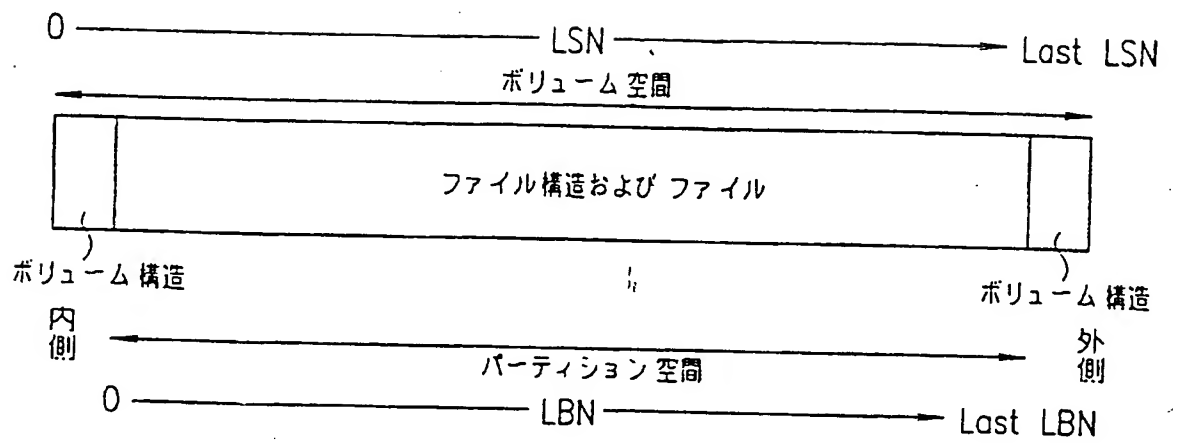 0 LSN Last LSN
ボリューム空間
ファイル構造および ファイル
ボリューム構造
ボリューム構造
内側
外側
パーティション空間
0 LBN Last LBN